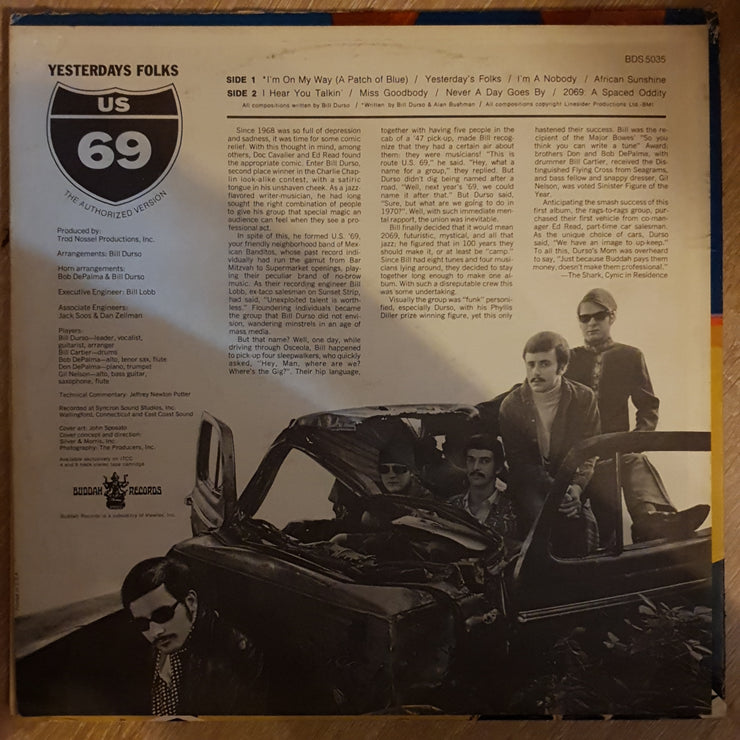 BDS 5035
YESTERDAYS FOLKS
US
69
THE AUTHORIZED VERSION
SIDE 1 *I'm On My Way (A Patch of Blue) / Yesterday's Folks / I'm A Nobody / African Sunshine
SIDE 2 I Hear You Talkin' / Miss Goodbody / Never A Day Goes By / 2069: A Spaced Oddity
All compositions written by Bill Durso / *Written by Bill Durso & Alan Bushman / All compositions copyright Linesider Productions Ltd.-BMI
Produced by:
Trod Nossel Productions, Inc.
Arrangements: Bill Durso
Horn arrangements:
Bob DePalma & Bill Durso
Executive Engineer: Bill Lobb
Associate Engineers:
Jack Soos & Dan Zellman
Players:
Bill Durso—leader, vocalist,
guitarist, arranger
Bill Cartier—drums
Bob DePalma—alto, tenor sax, flute
Don DePalma—piano, trumpet
Gil Nelson—alto, bass guitar,
saxophone, flute
Technical Commentary: Jeffrey Newton Potter
Recorded at Syncron Sound Studios, Inc.
Wallingford, Connecticut and East Coast Sound
Cover art: John Sposato
Cover concept and direction:
Silver & Morris, Inc.
Photography: The Producers, Inc.
Available exclusively on ITCC
4 and 8 track stereo tape cartridge
BUDDAH RECORDS
Buddah Records is a subsidiary of Viewlex, Inc.
Since 1968 was so full of depression
and sadness, it was time for some comic
relief. With this thought in mind, among
others, Doc Cavalier and Ed Read found
the appropriate comic. Enter Bill Durso,
second place winner in the Charlie Chap-
lin look-alike contest, with a satiric
tongue in his unshaven cheek. As a jazz-
flavored writer-musician, he had long
sought the right combination of people
to give his group that special magic an
audience can feel when they see a pro-
fessional act.
In spite of this, he formed U.S. '69,
your friendly neighborhood band of Mex-
ican Banditos, whose past record indi-
vidually had run the gamut from Bar
Mitzvah to Supermarket openings, play-
ing their peculiar brand of no-brow
music. As their recording engineer Bill
Lobb, ex-taco salesman on Sunset Strip,
had said, "Unexploited talent is worth-
less." Floundering individuals became
the group that Bill Durso did not envi-
sion, wandering minstrels in an age of
mass media.
But that name? Well, one day, while
driving through Osceola, Bill happened
to pick-up four sleepwalkers, who quickly
asked, "Hey, Man, where are we?
Where's the Gig?". Their hip language,
together with having five people in the
cab of a '47 pick-up, made Bill recog-
nize that they had a certain air about
them: they were musicians! "This is
route U.S. 69," he said. "Hey, what a
name for a group," they replied. But
Durso didn't dig being named after a
road. "Well, next year's '69, we could
name it after that." But Durso said,
"Sure, but what are we going to do in
1970?" Well, with such immediate men-
tal rapport, the union was inevitable.
Bill finally decided that it would mean
2069, futuristic, mystical, and all that
jazz; he figured that in 100 years they
should make it, or at least be "camp."
Since Bill had eight tunes and four musi-
cians lying around, they decided to stay
together long enough to make one al-
bum. With such a disreputable crew this
was some undertaking.
Visually the group was "funk" personi-
fied, especially Durso, with his Phyllis
Diller prize winning figure, yet this only
hastened their success. Bill was the re-
cipient of the Major Bowes' "So you
think you can write a tune" Award;
brothers Don and Bob DePalma, with
drummer Bill Cartier, received the Dis-
tinguished Flying Cross from Seagrams,
and bass fellow and snappy dresser, Gil
Nelson, was voted Sinister Figure of the
Year.
Anticipating the smash success of this
first album, the rags-to-rags group, pur-
chased their first vehicle from co-man-
ager Ed Read, part-time car salesman.
As the unique choice of cars, Durso
said, "We have an image to up-keep."
To all this, Durso's Mom was overheard
to say, "Just because Buddah pays them
money, doesn't make them professional."
—The Shark, Cynic in Residence
Printed in U.S.A.